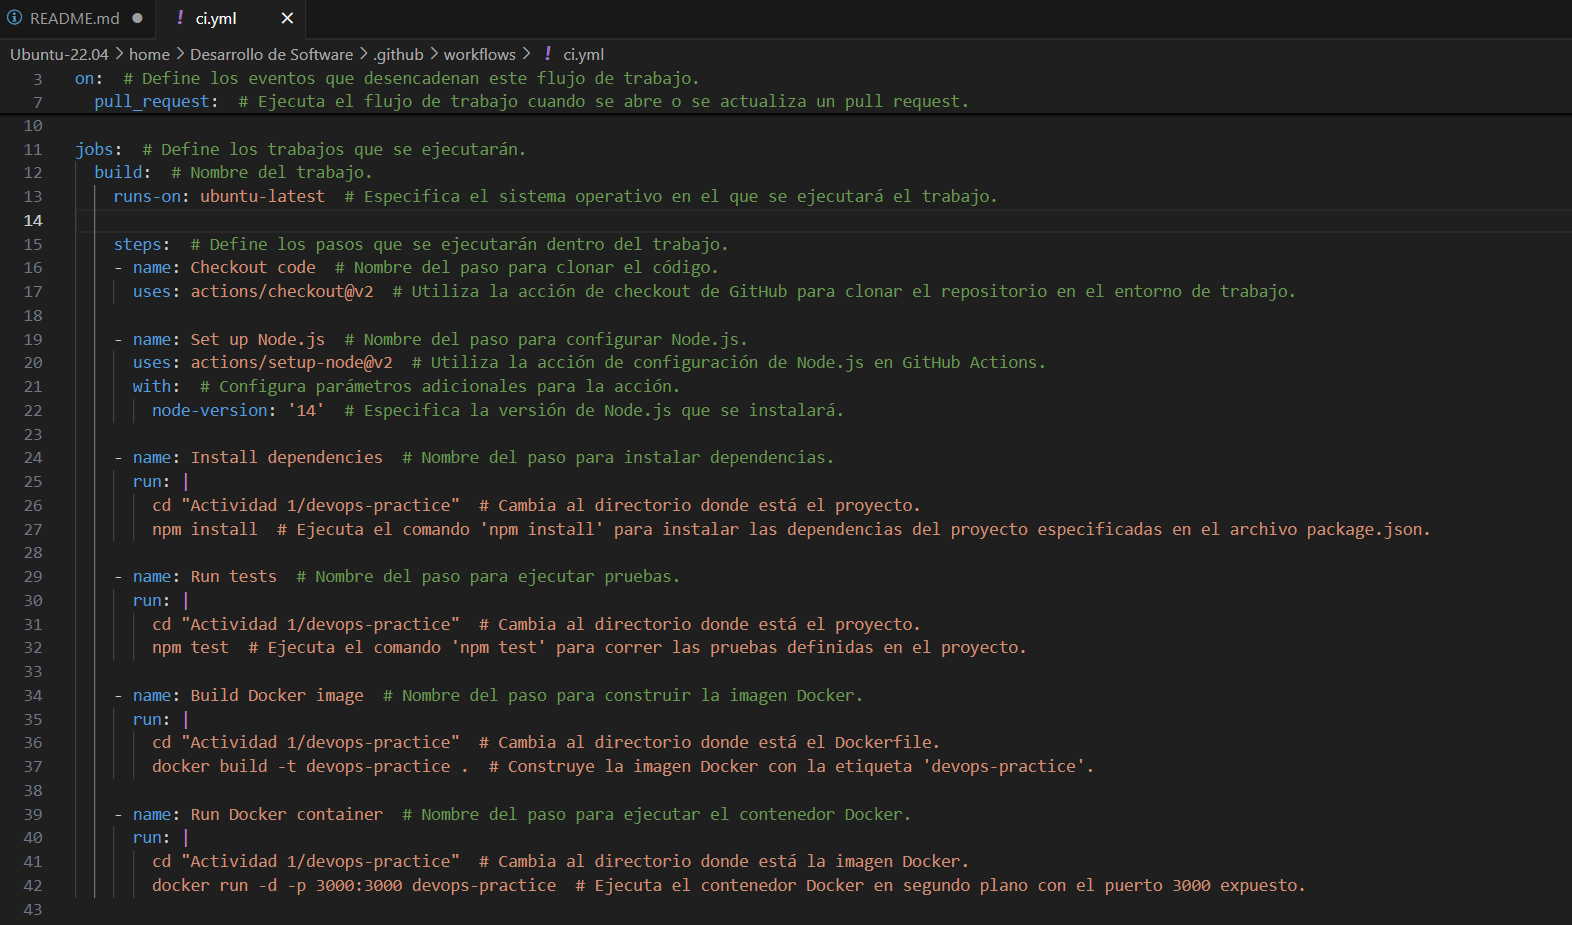 README.md
! ci.yml
Ubuntu-22.04 > home > Desarrollo de Software > .github > workflows > ! ci.yml
3 on:  # Define los eventos que desencadenan este flujo de trabajo.
7   pull_request:  # Ejecuta el flujo de trabajo cuando se abre o se actualiza un pull request.
10
11 jobs:  # Define los trabajos que se ejecutarán.
12   build:  # Nombre del trabajo.
13     runs-on: ubuntu-latest  # Especifica el sistema operativo en el que se ejecutará el trabajo.
14
15     steps:  # Define los pasos que se ejecutarán dentro del trabajo.
16     - name: Checkout code  # Nombre del paso para clonar el código.
17       uses: actions/checkout@v2  # Utiliza la acción de checkout de GitHub para clonar el repositorio en el entorno de trabajo.
18
19     - name: Set up Node.js  # Nombre del paso para configurar Node.js.
20       uses: actions/setup-node@v2  # Utiliza la acción de configuración de Node.js en GitHub Actions.
21       with:  # Configura parámetros adicionales para la acción.
22         node-version: '14'  # Especifica la versión de Node.js que se instalará.
23
24     - name: Install dependencies  # Nombre del paso para instalar dependencias.
25       run: |
26         cd "Actividad 1/devops-practice"  # Cambia al directorio donde está el proyecto.
27         npm install  # Ejecuta el comando 'npm install' para instalar las dependencias del proyecto especificadas en el archivo package.json.
28
29     - name: Run tests  # Nombre del paso para ejecutar pruebas.
30       run: |
31         cd "Actividad 1/devops-practice"  # Cambia al directorio donde está el proyecto.
32         npm test  # Ejecuta el comando 'npm test' para correr las pruebas definidas en el proyecto.
33
34     - name: Build Docker image  # Nombre del paso para construir la imagen Docker.
35       run: |
36         cd "Actividad 1/devops-practice"  # Cambia al directorio donde está el Dockerfile.
37         docker build -t devops-practice .  # Construye la imagen Docker con la etiqueta 'devops-practice'.
38
39     - name: Run Docker container  # Nombre del paso para ejecutar el contenedor Docker.
40       run: |
41         cd "Actividad 1/devops-practice"  # Cambia al directorio donde está la imagen Docker.
42         docker run -d -p 3000:3000 devops-practice  # Ejecuta el contenedor Docker en segundo plano con el puerto 3000 expuesto.
43